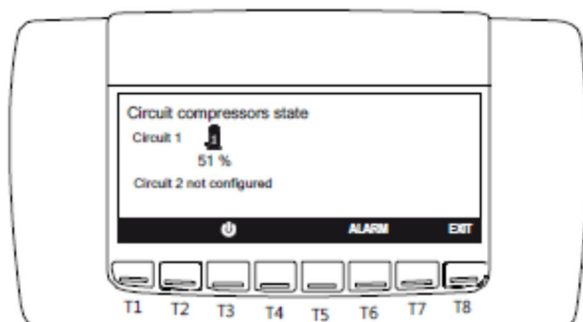 Circuit compressors state
Circuit 1
51 %
Circuit 2 not configured
ALARM EXIT
T1 T2 T3 T4 T5 T6 T7 T8